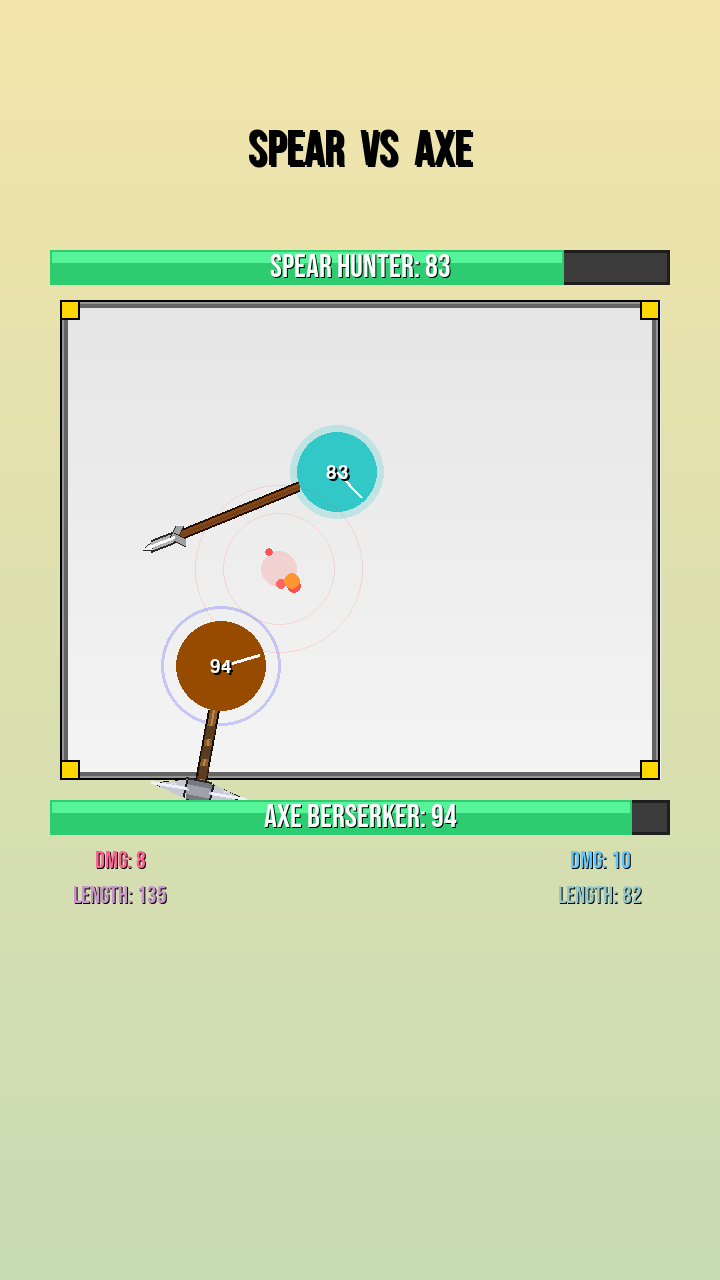 SPEAR VS AXE
SPEAR HUNTER: 83
83
94
AXE BERSERKER: 94
DMG: 8
DMG: 10
LENGTH: 135
LENGTH: 82